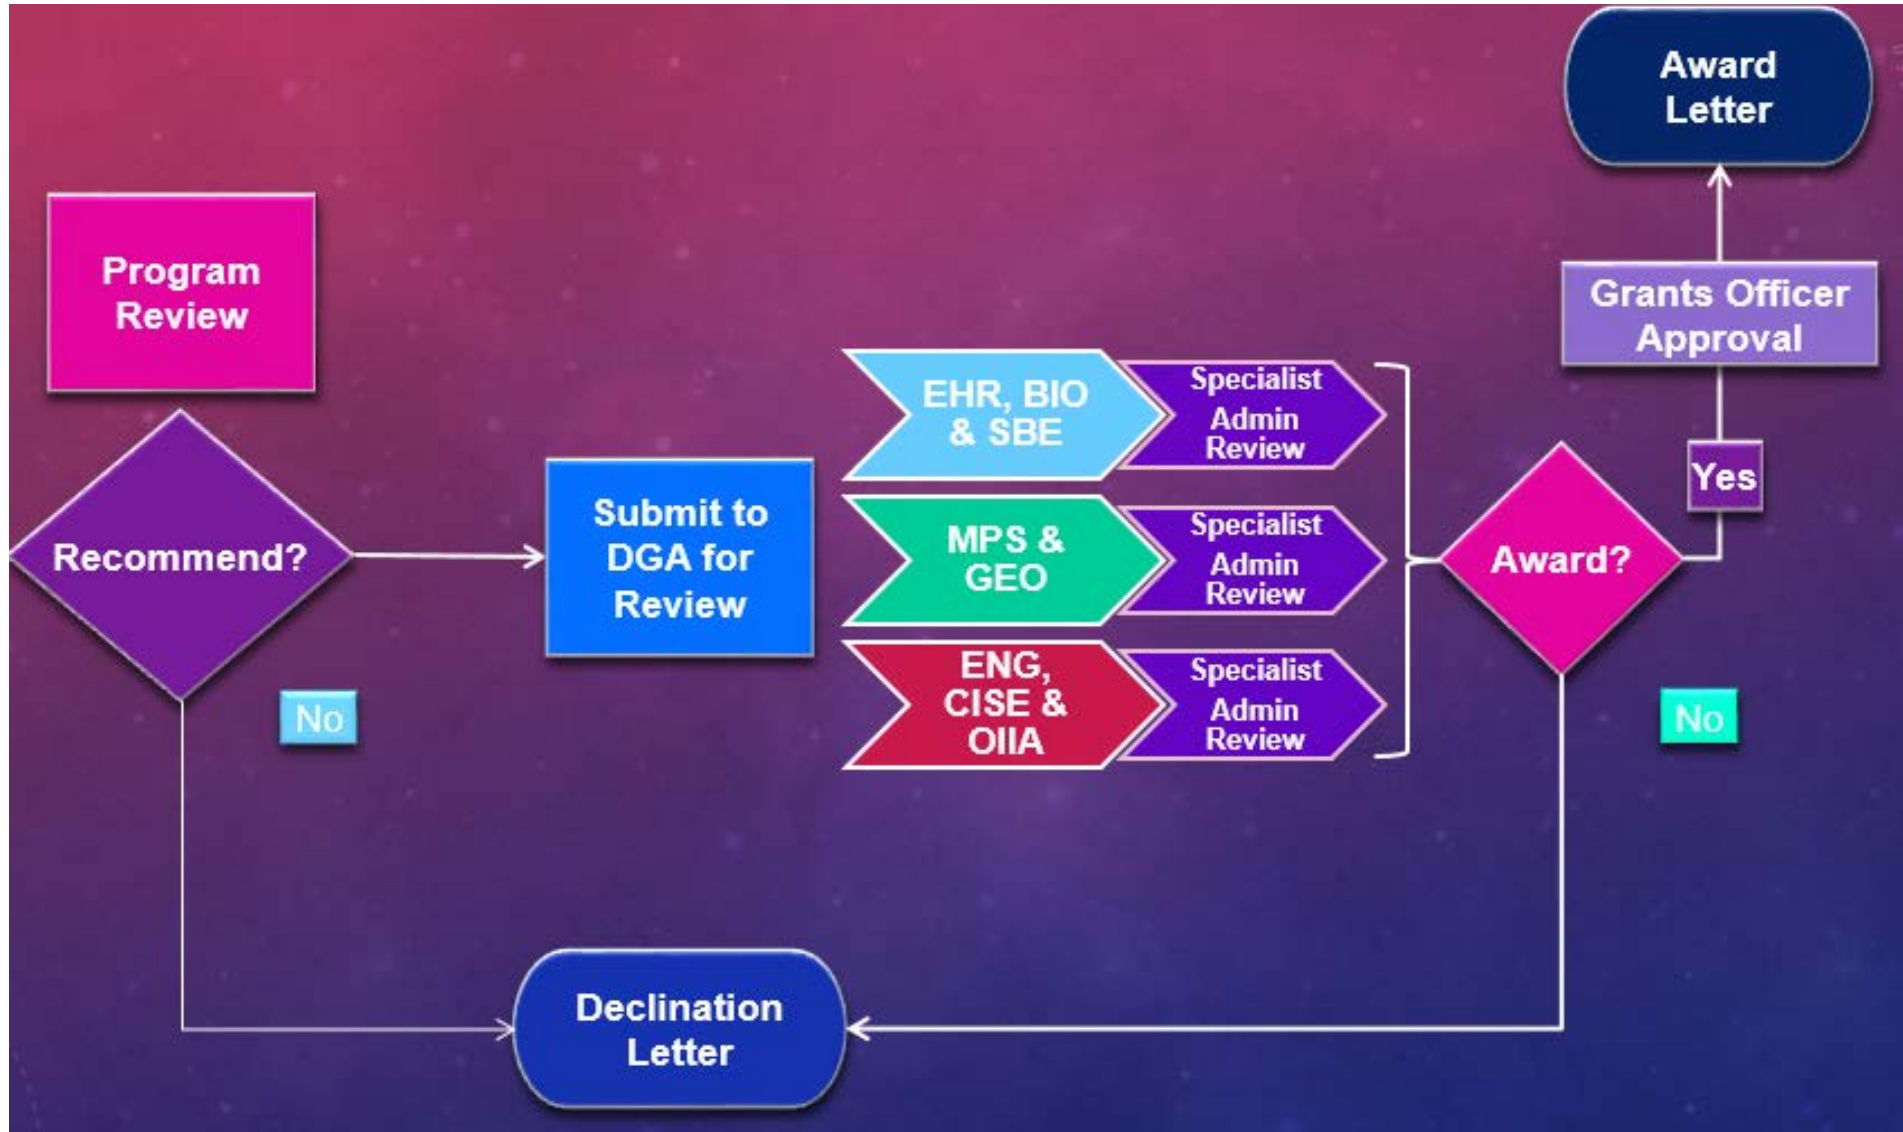 Program
Review
Recommend?
No
Submit to
DGA for
Review
EHR, BIO
& SBE
Specialist
Admin
Review
MPS &
GEO
Specialist
Admin
Review
ENG,
CISE &
OIIA
Specialist
Admin
Review
Award?
Yes
Grants Officer
Approval
Award
Letter
No
Declination
Letter